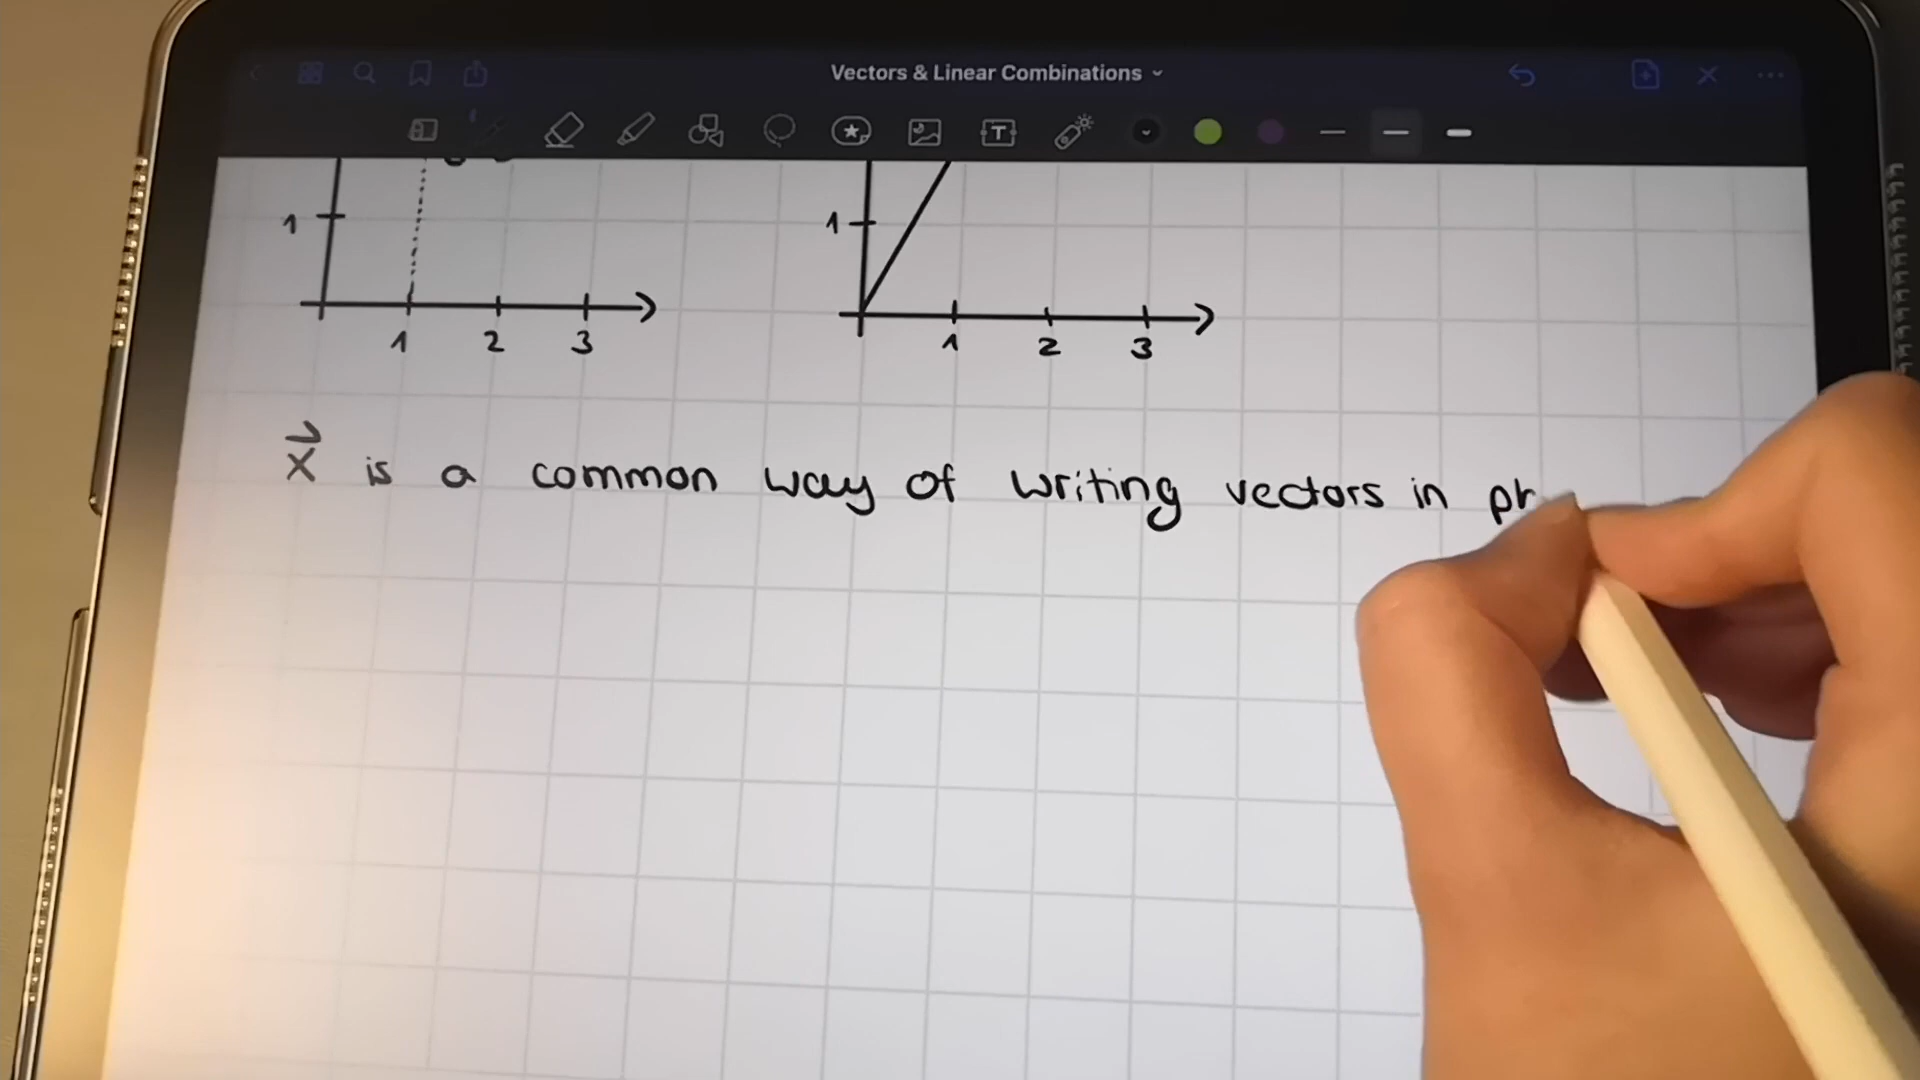 Vectors & Linear Combinations
T
1
1 2 3
1
1 2 3
x⃗ is a common way of writing vectors in